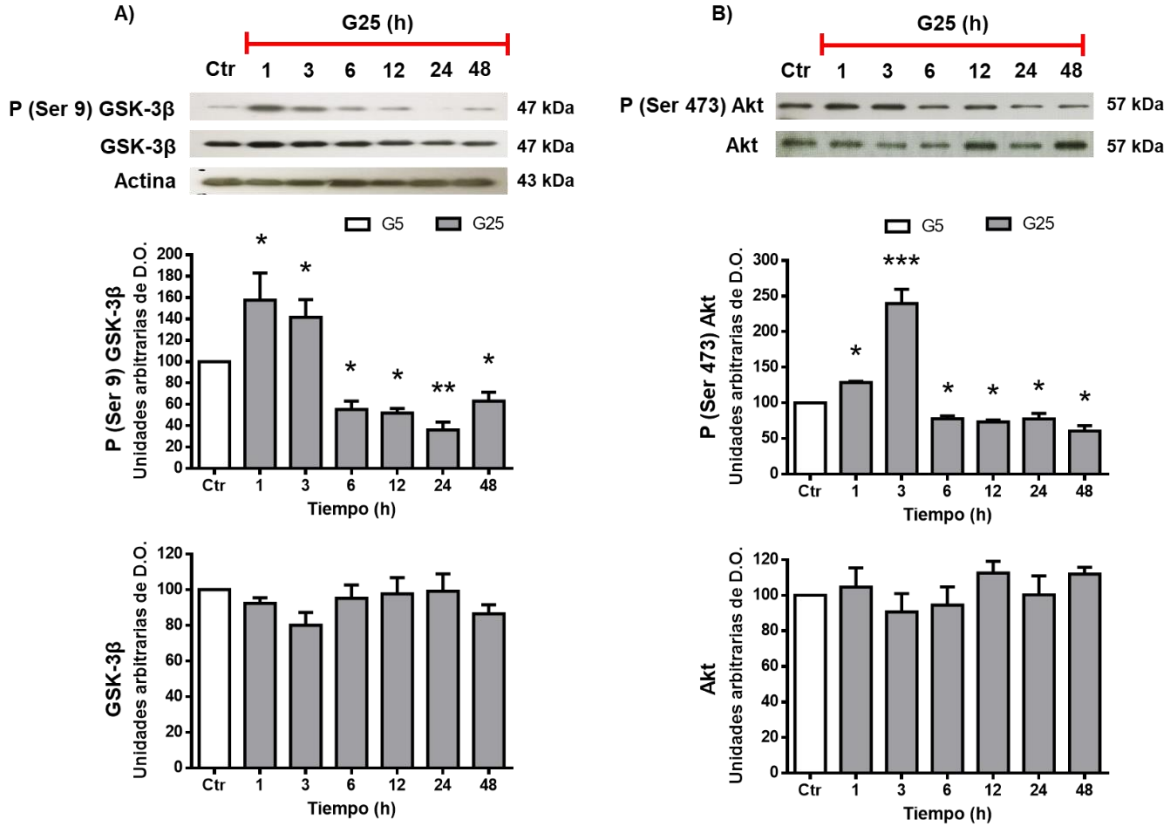 A)
G25 (h)
Ctr 1 3 6 12 24 48
P (Ser 9) GSK-3β 47 kDa
GSK-3β 47 kDa
Actina 43 kDa
G5 G25
P (Ser 9) GSK-3β
Unidades arbitrarias de D.O.
200
180
160
140
120
100
80
60
40
20
0
* * * * ** *
Ctr 1 3 6 12 24 48
Tiempo (h)
GSK-3β
Unidades arbitrarias de D.O.
120
100
80
60
40
20
0
Ctr 1 3 6 12 24 48
Tiempo (h)
B)
G25 (h)
Ctr 1 3 6 12 24 48
P (Ser 473) Akt 57 kDa
Akt 57 kDa
G5 G25
P (Ser 473) Akt
Unidades arbitrarias de D.O.
300
250
200
150
100
50
0
* *** * * * *
Ctr 1 3 6 12 24 48
Tiempo (h)
Akt
Unidades arbitrarias de D.O.
120
100
80
60
40
20
0
Ctr 1 3 6 12 24 48
Tiempo (h)